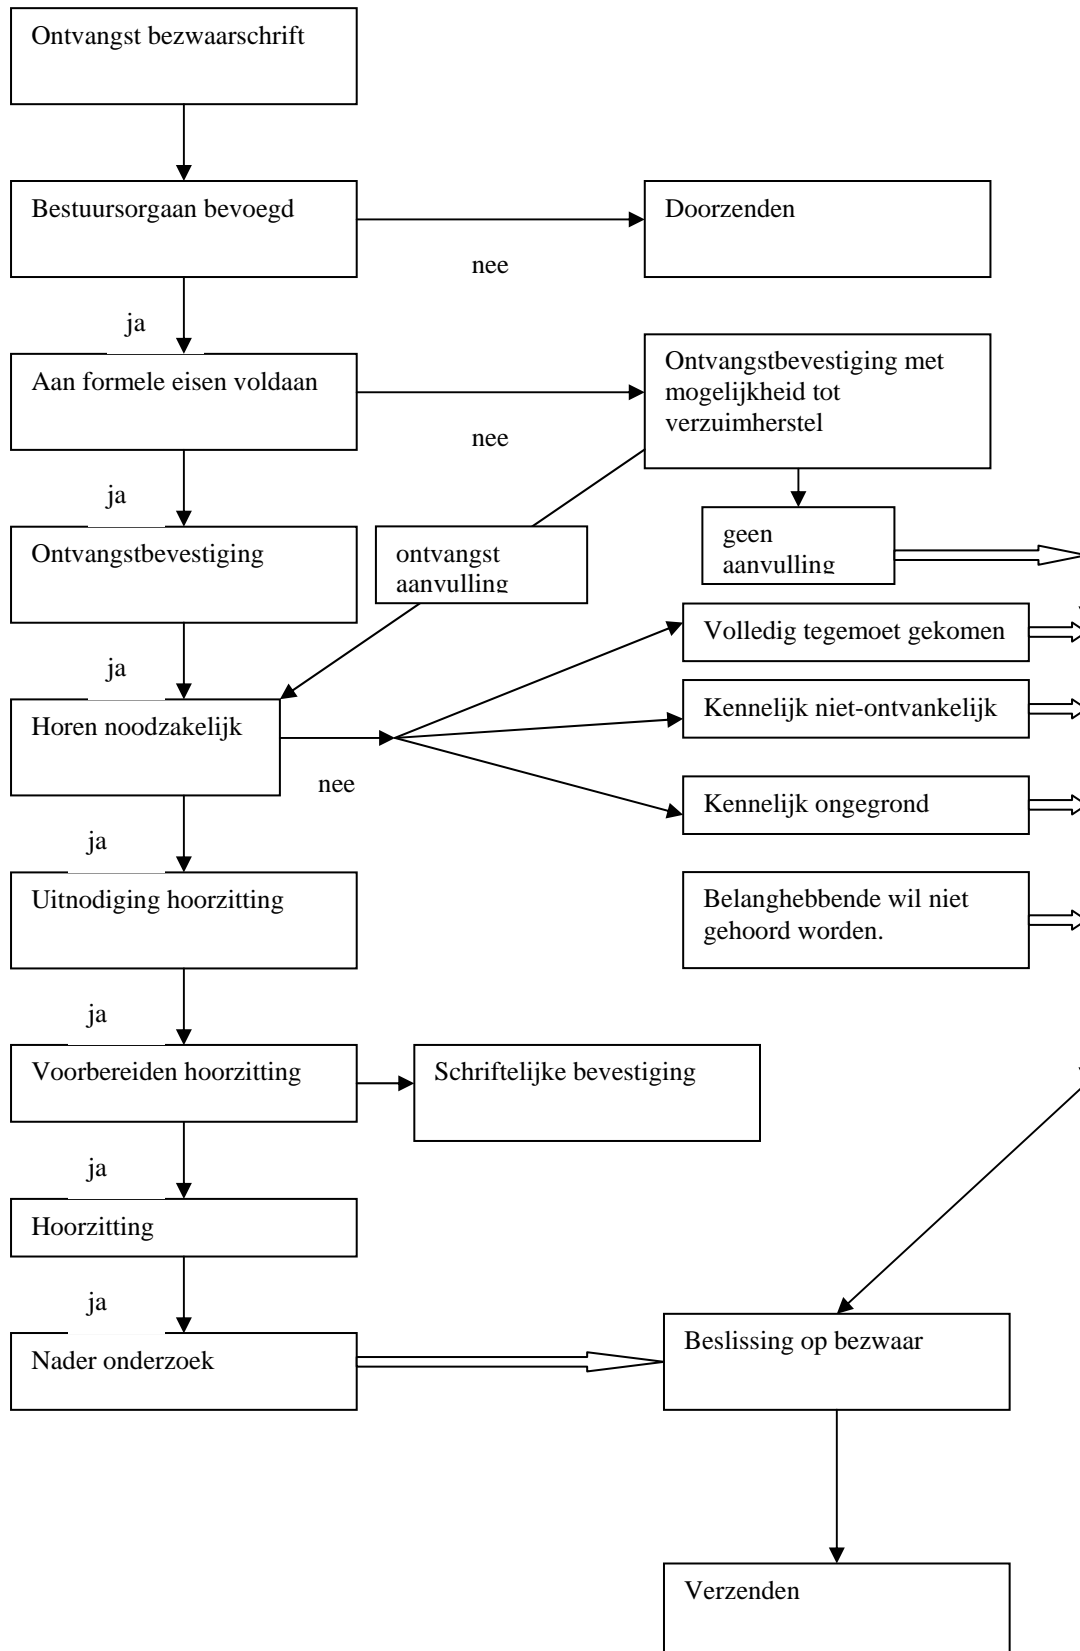 Ontvangst bezwaarschrift
Bestuursorgaan bevoegd
Doorzenden
nee
ja
Aan formele eisen voldaan
Ontvangstbevestiging met
mogelijkheid tot
verzuimherstel
nee
ja
Ontvangstbevestiging
ontvangst
aanvulling
geen
aanvulling
Volledig tegemoet gekomen
ja
Kennelijk niet-ontvankelijk
Horen noodzakelijk
nee
Kennelijk ongegrond
ja
Uitnodiging hoorzitting
Belanghebbende wil niet
gehoord worden.
ja
Voorbereiden hoorzitting
Schriftelijke bevestiging
ja
Hoorzitting
ja
Nader onderzoek
Beslissing op bezwaar
Verzenden